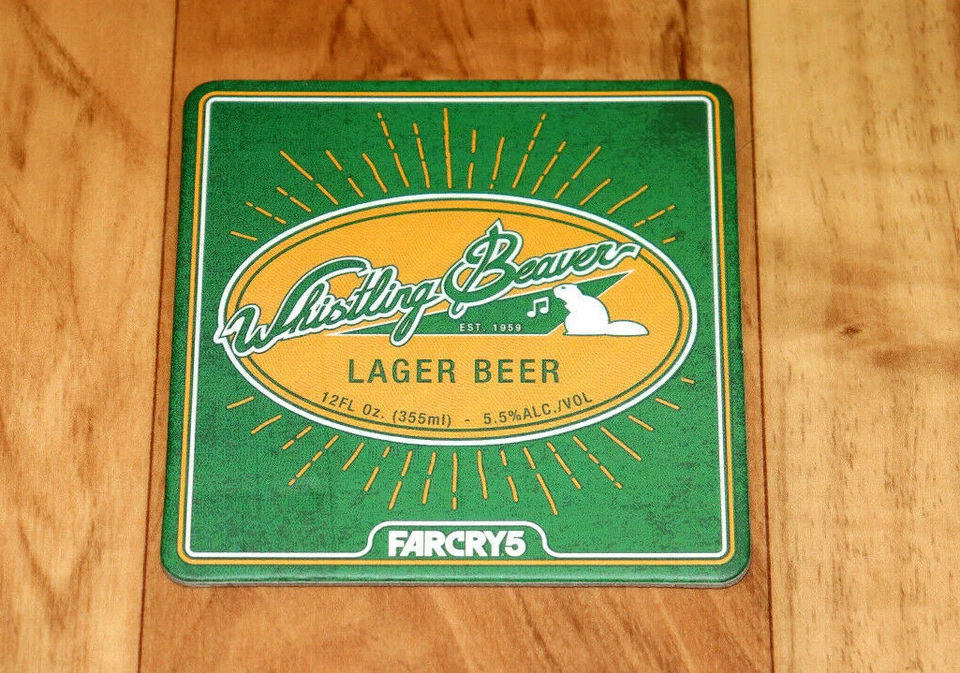 Whistling Beaver
EST. 1959
LAGER BEER
12FL Oz. (355ml) - 5.5%ALC./VOL
FARCRY5